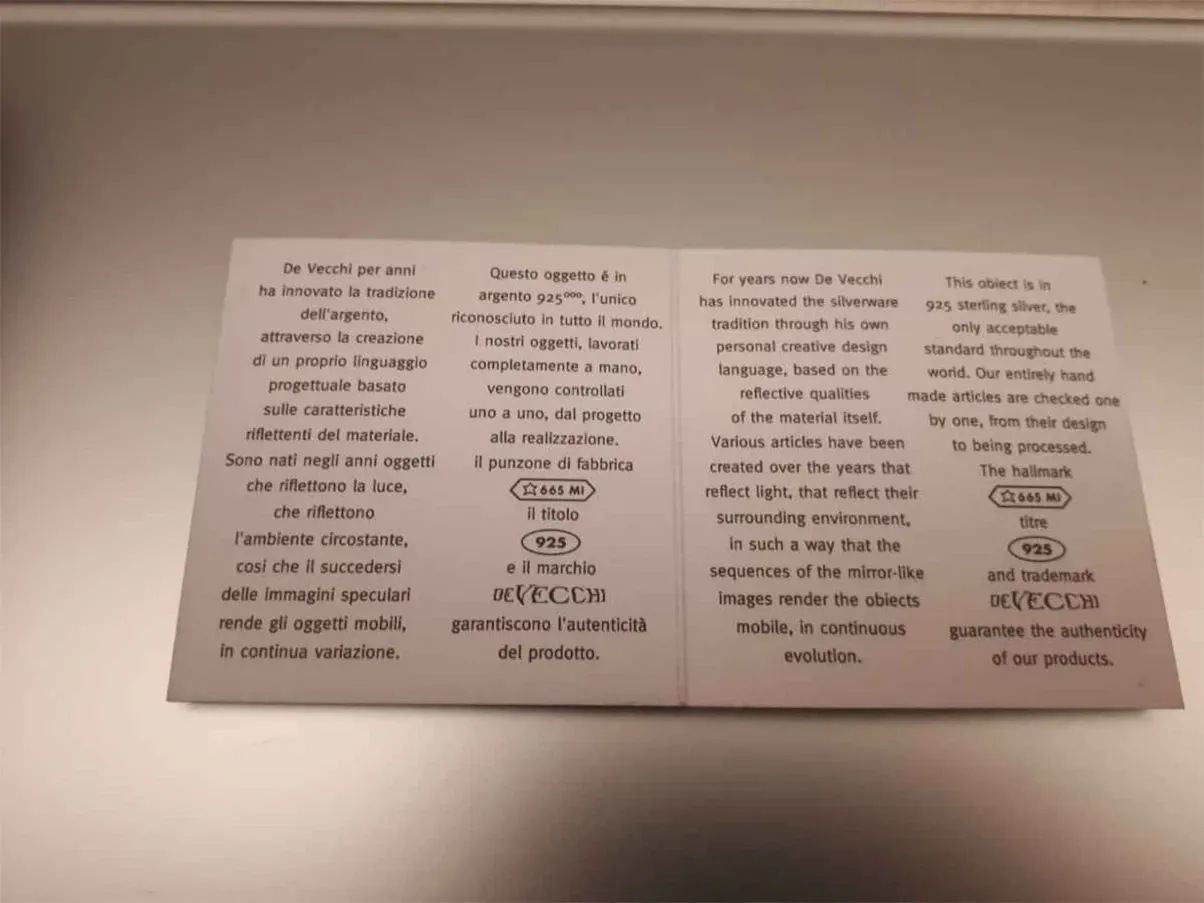 De Vecchi per anni
ha innovato la tradizione
dell'argento,
attraverso la creazione
di un proprio linguaggio
progettuale basato
sulle caratteristiche
riflettenti del materiale.
Sono nati negli anni oggetti
che riflettono la luce,
che riflettono
l'ambiente circostante,
cosi che il succedersi
delle immagini speculari
rende gli oggetti mobili,
in continua variazione.
Questo oggetto é in
argento 925°°°, l'unico
riconosciuto in tutto il mondo.
I nostri oggetti, lavorati
completamente a mano,
vengono controllati
uno a uno, dal progetto
alla realizzazione.
il punzone di fabbrica
☆665 MI
il titolo
925
e il marchio
DEVECCHI
garantiscono l'autenticità
del prodotto.
For years now De Vecchi
has innovated the silverware
tradition through his own
personal creative design
language, based on the
reflective qualities
of the material itself.
Various articles have been
created over the years that
reflect light, that reflect their
surrounding environment,
in such a way that the
sequences of the mirror-like
images render the obiects
mobile, in continuous
evolution.
This obiect is in
925 sterling silver, the
only acceptable
standard throughout the
world. Our entirely hand
made articles are checked one
by one, from their design
to being processed.
The hallmark
☆665 MI
titre
925
and trademark
DEVECCHI
guarantee the authenticity
of our products.